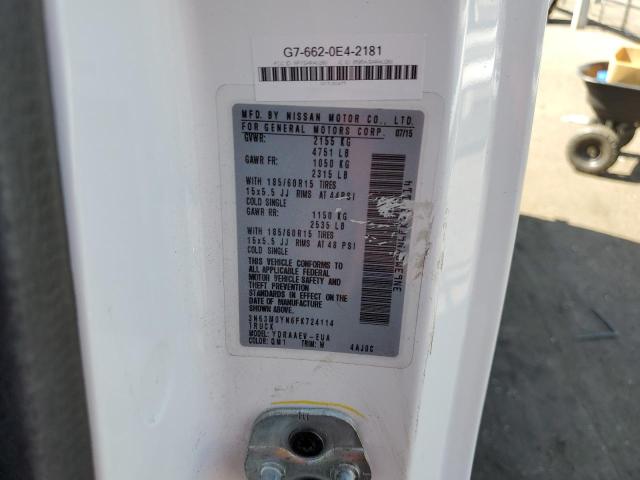 G7-662-0E4-2181
MFD. BY NISSAN MOTOR CO., LTD.
FOR GENERAL MOTORS CORP. 07/15
GVWR: 2155 KG
4751 LB
GAWR FR: 1050 KG
2315 LB
WITH 185/60R15 TIRES
15x5.5 JJ RIMS AT 44PSI
COLD SINGLE
GAWR RR: 1150 KG
2535 LB
WITH 185/60R15 TIRES
15x5.5 JJ RIMS AT 48 PSI
COLD SINGLE
THIS VEHICLE CONFORMS TO
ALL APPLICABLE FEDERAL
MOTOR VEHICLE SAFETY AND
THEFT PREVENTION
STANDARDS IN EFFECT ON
THE DATE OF MANUFACTURE
SHOWN ABOVE.
3N63M0YN6FK724114
TRUCK
MODEL: YDRAAEV-EUA
COLOR: QM1 TRIM: W 4AJ0C